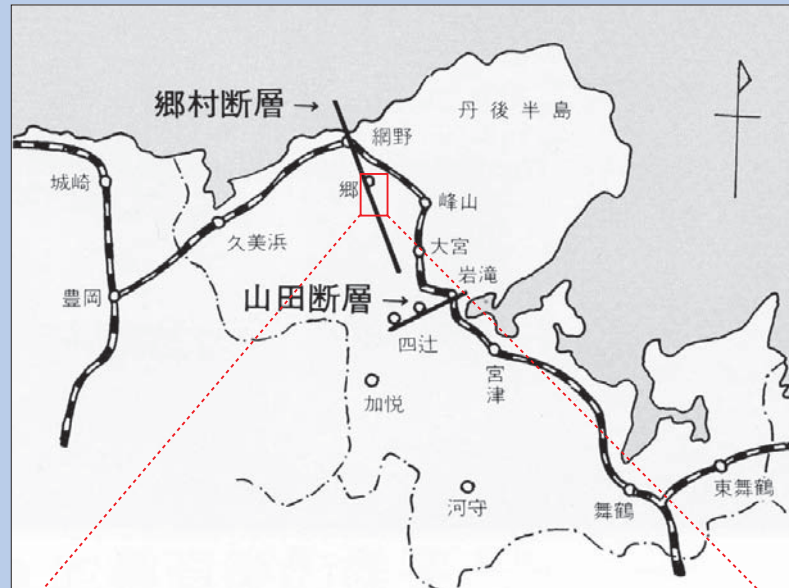 郷村断層 →
丹後半島
網野
城崎
郷
峰山
久美浜
大宮
岩滝
豊岡
山田断層 →
四辻
宮津
加悦
東舞鶴
河守
舞鶴